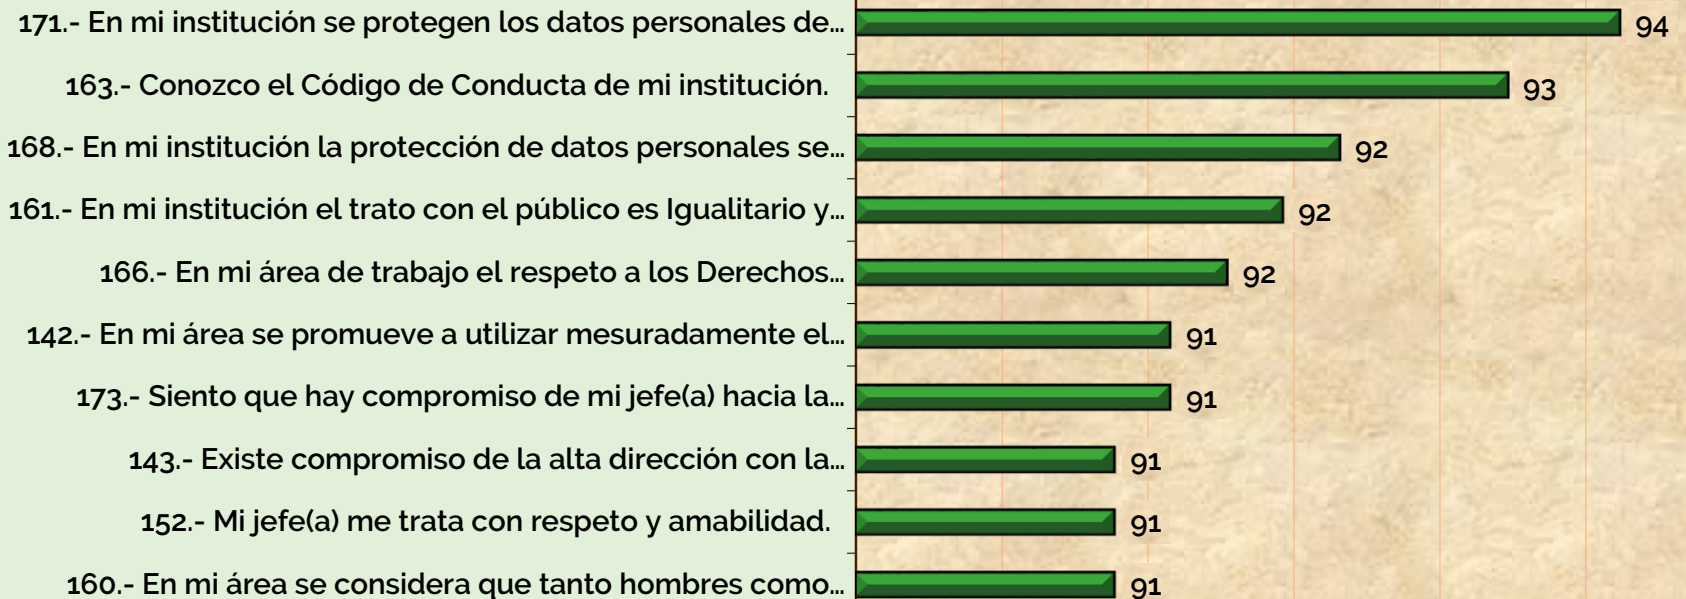 171.- En mi institución se protegen los datos personales de... 94
163.- Conozco el Código de Conducta de mi institución. 93
168.- En mi institución la protección de datos personales se... 92
161.- En mi institución el trato con el público es Igualitario y... 92
166.- En mi área de trabajo el respeto a los Derechos... 92
142.- En mi área se promueve a utilizar mesuradamente el... 91
173.- Siento que hay compromiso de mi jefe(a) hacia la... 91
143.- Existe compromiso de la alta dirección con la... 91
152.- Mi jefe(a) me trata con respeto y amabilidad. 91
160.- En mi área se considera que tanto hombres como... 91